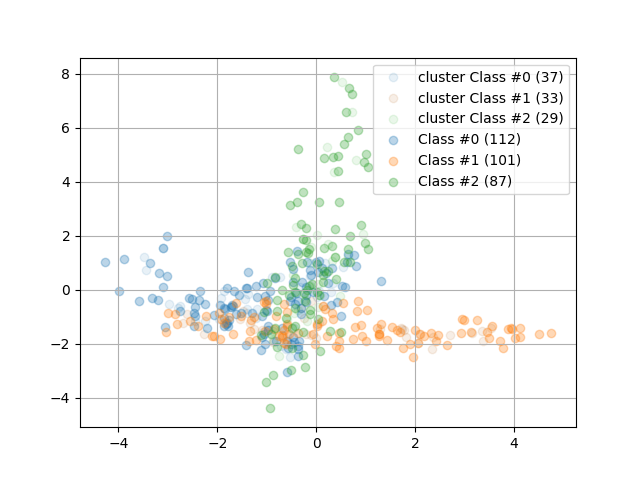 8
6
4
2
0
−2
−4
−4
−2
0
2
4
cluster Class #0 (37)
cluster Class #1 (33)
cluster Class #2 (29)
Class #0 (112)
Class #1 (101)
Class #2 (87)